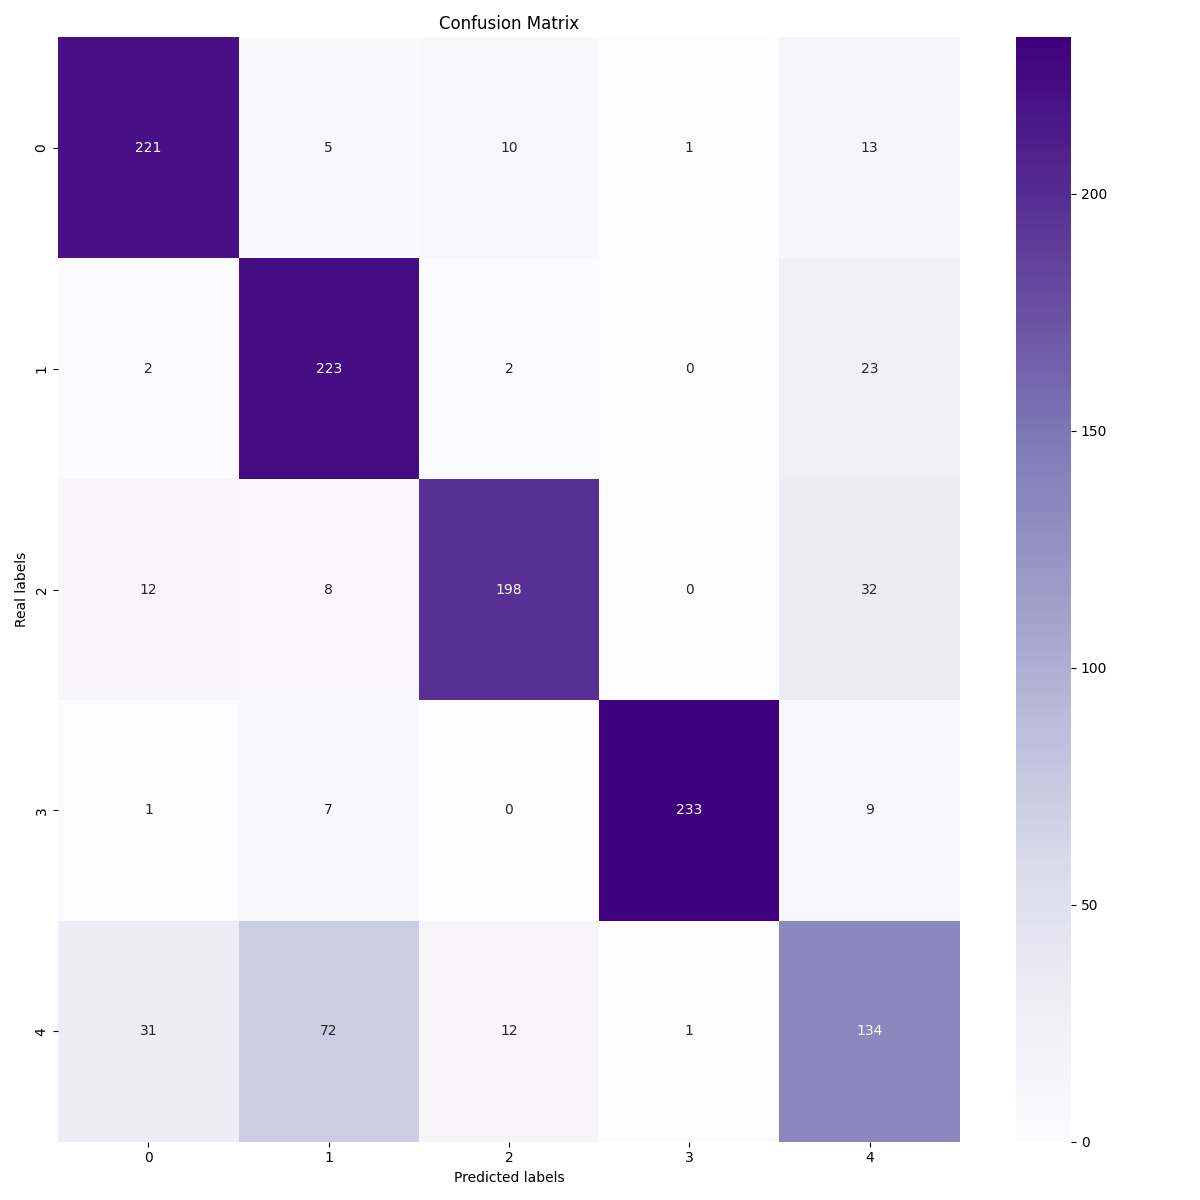 Confusion Matrix
0 221 5 10 1 13
1 2 223 2 0 23
2 12 8 198 0 32
3 1 7 0 233 9
4 31 72 12 1 134
0 1 2 3 4
Predicted labels
Real labels
200
150
100
50
0